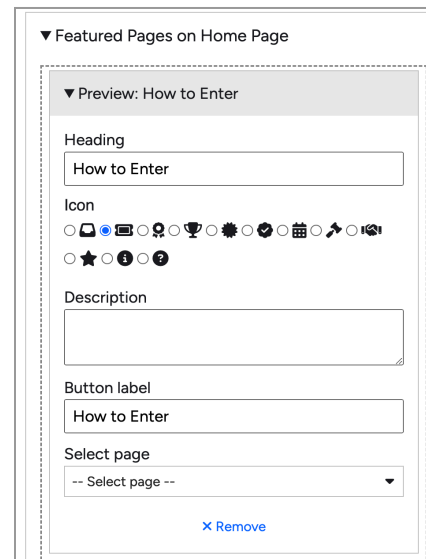 Featured Pages on Home Page
Preview: How to Enter
Heading
How to Enter
Icon
Description
Button label
How to Enter
Select page
-- Select page --
× Remove